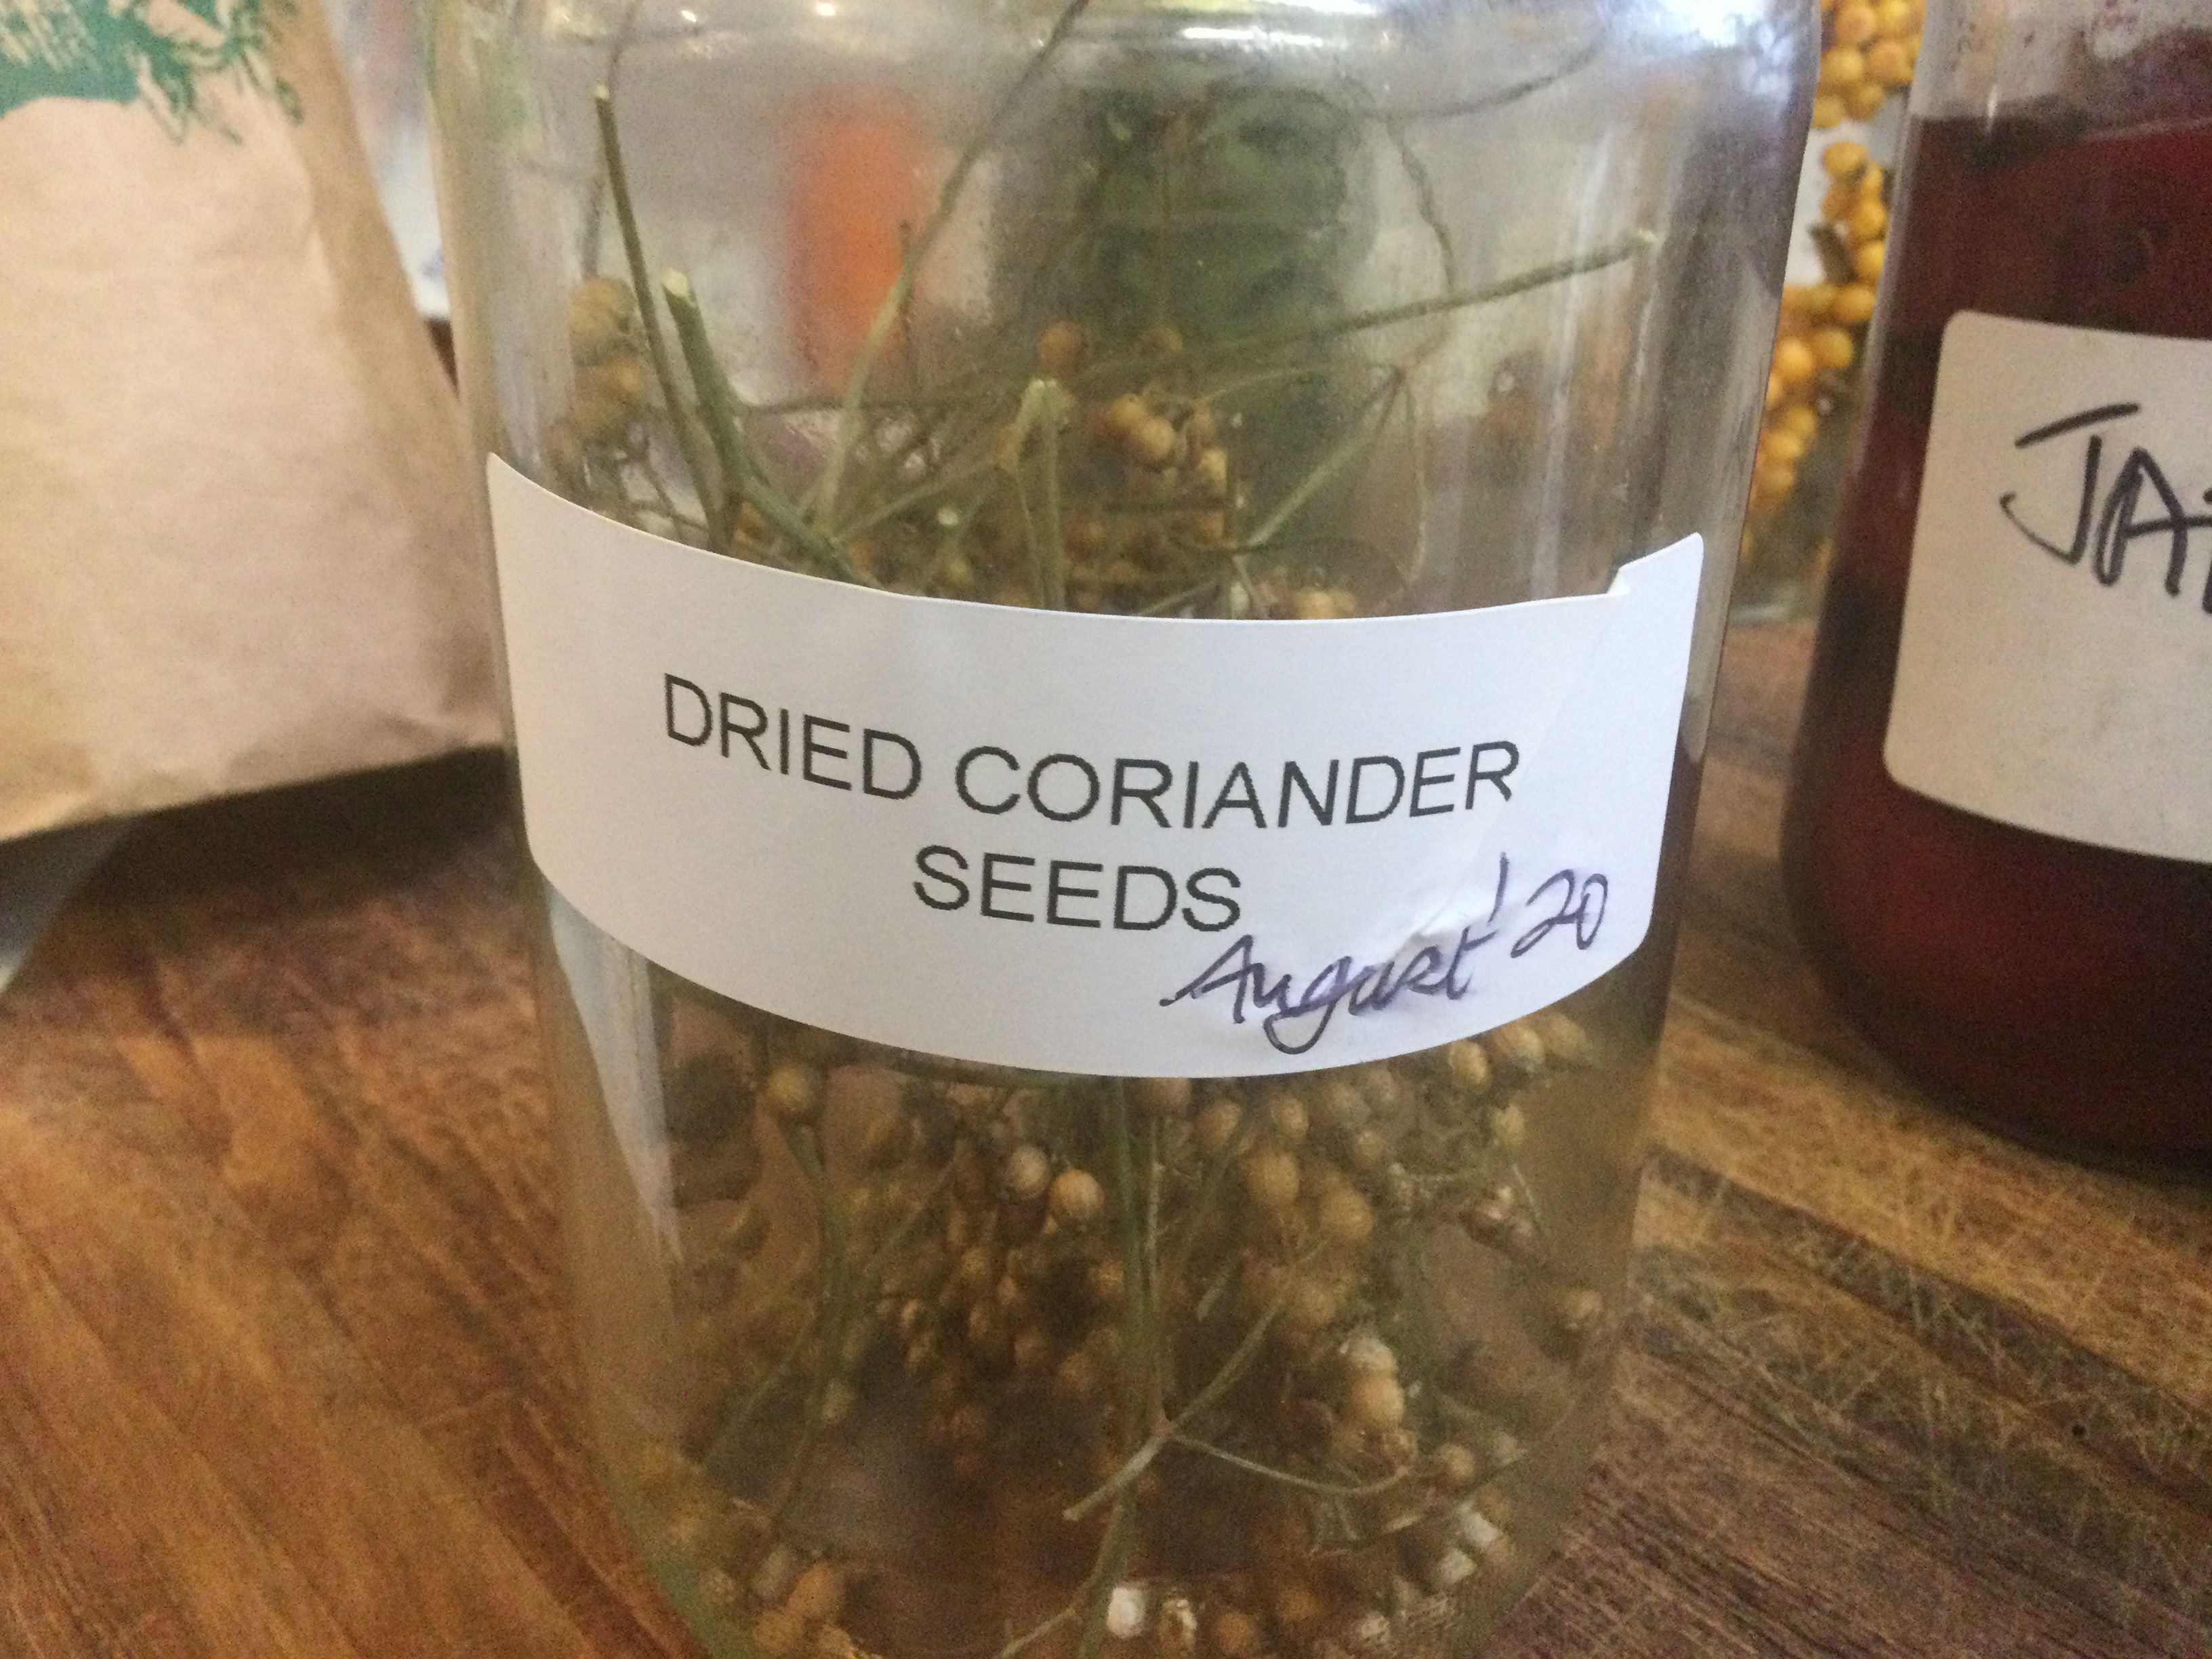 DRIED CORIANDER
SEEDS
August '20